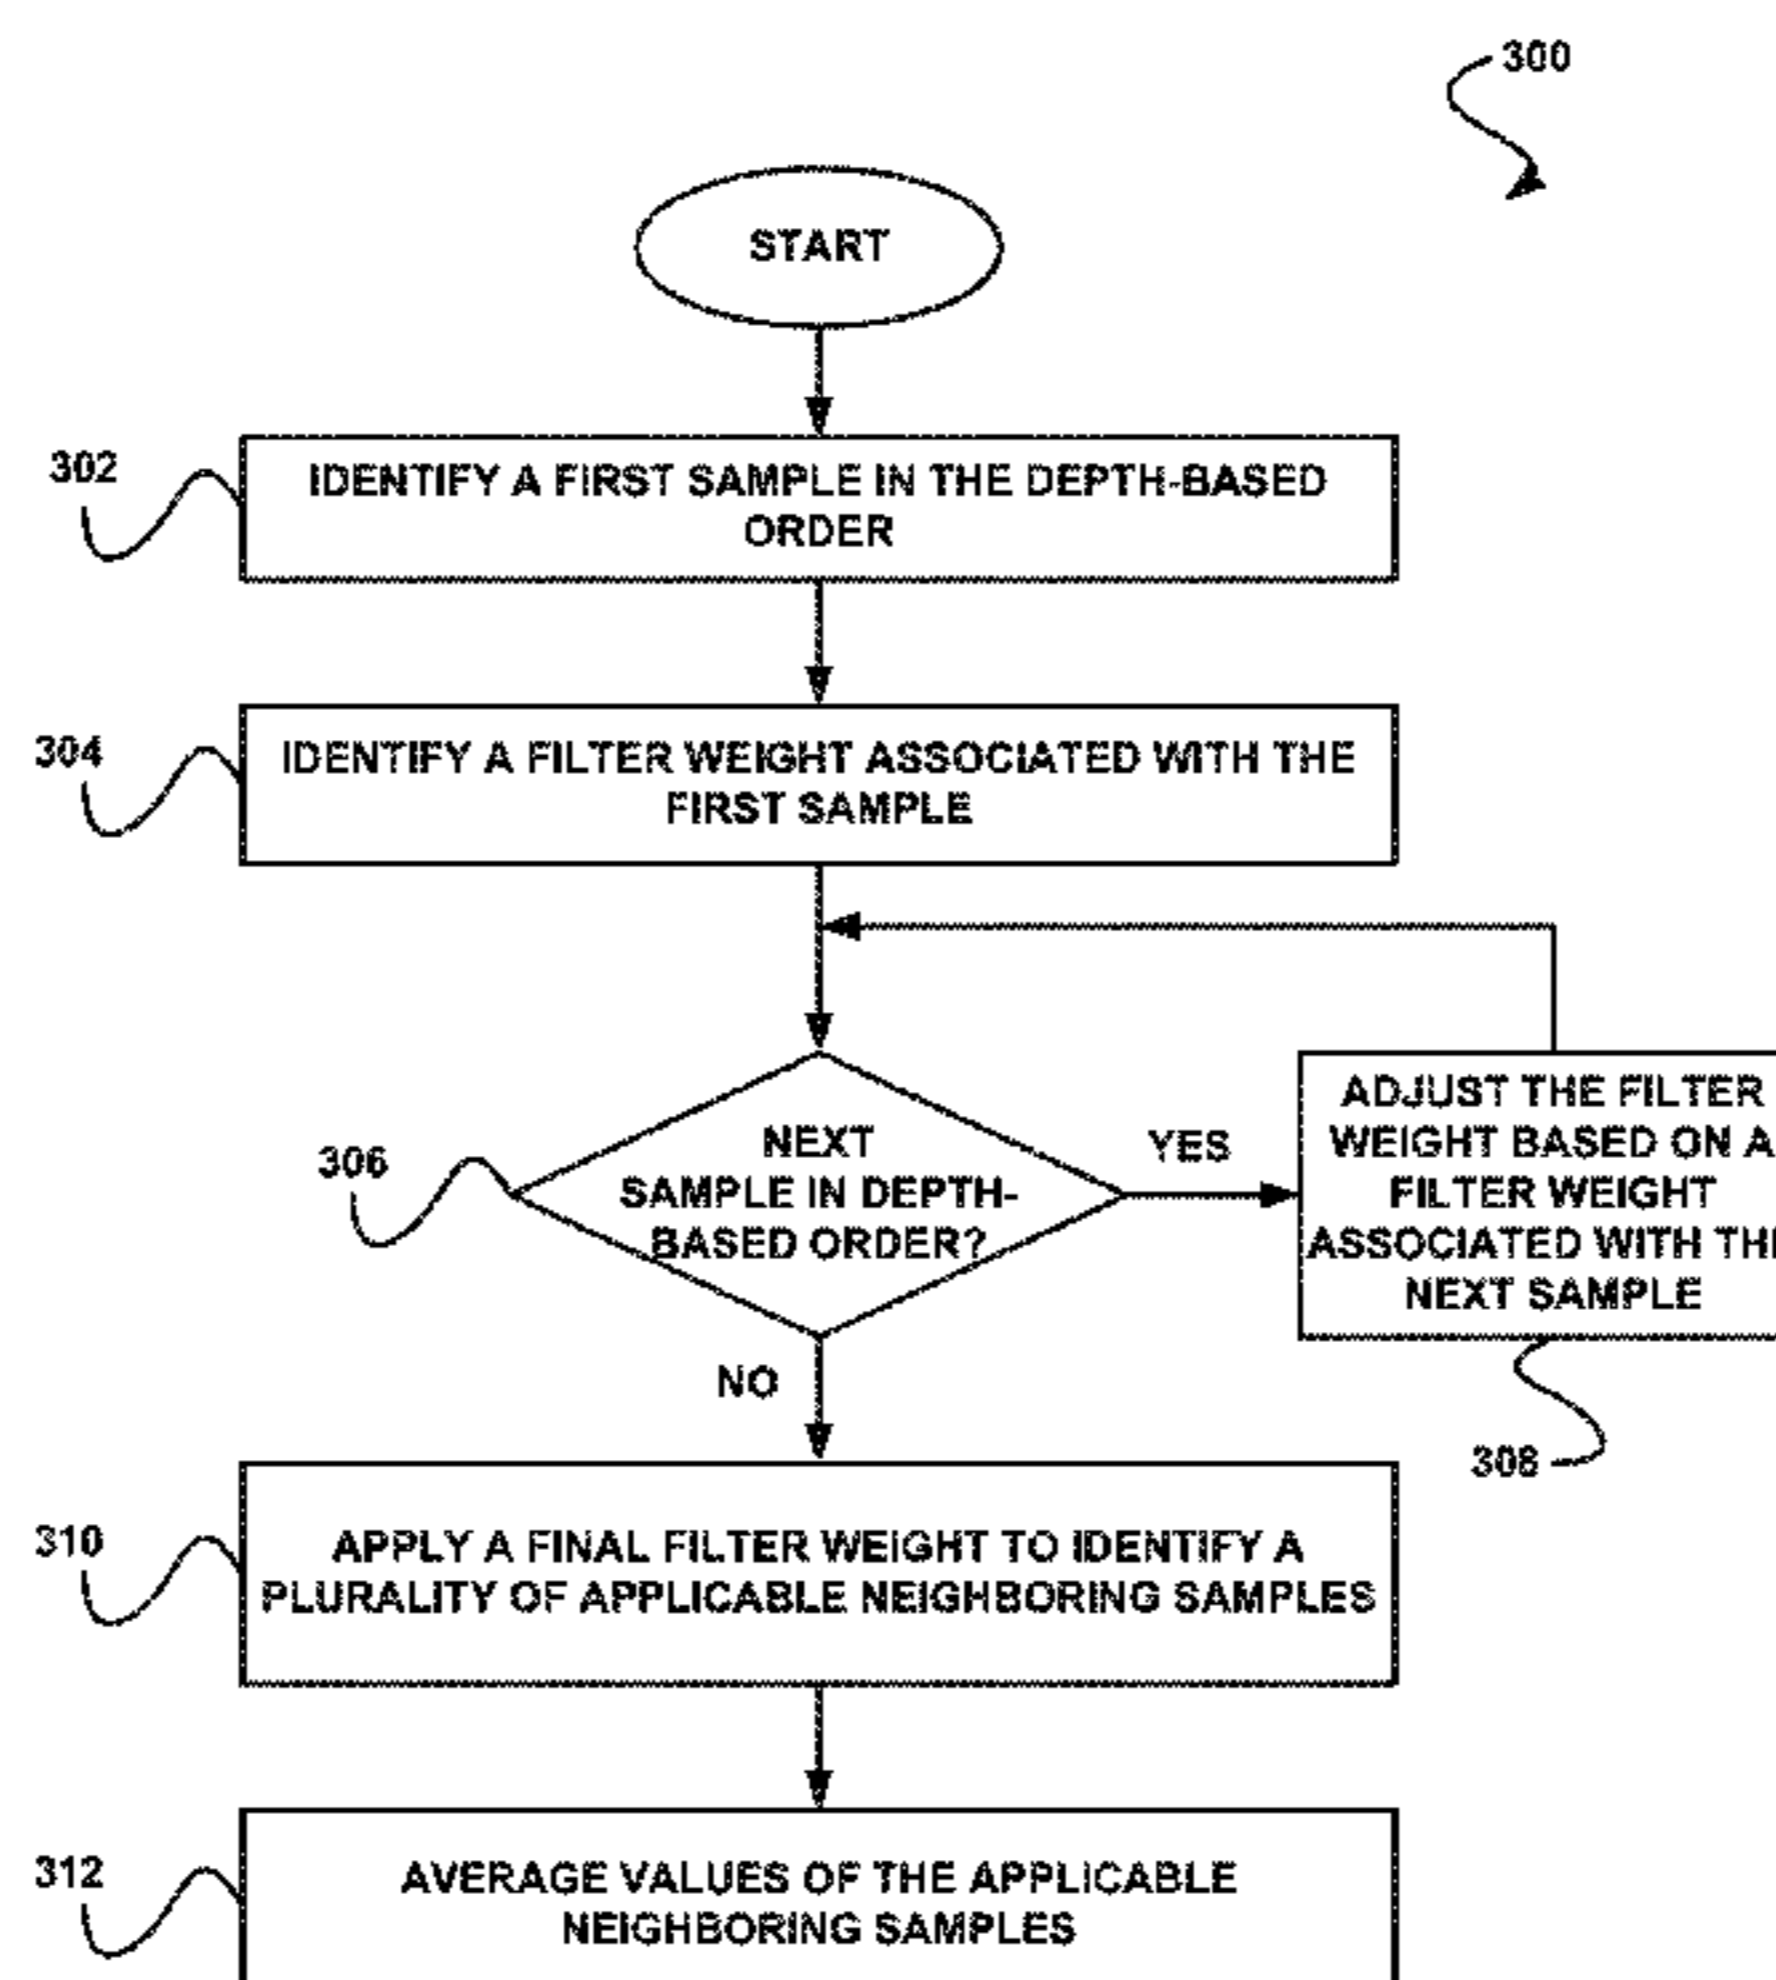 300
START
302
IDENTIFY A FIRST SAMPLE IN THE DEPTH-BASED
ORDER
304
IDENTIFY A FILTER WEIGHT ASSOCIATED WITH THE
FIRST SAMPLE
306
NEXT
SAMPLE IN DEPTH-
BASED ORDER?
YES
ADJUST THE FILTER
WEIGHT BASED ON A
FILTER WEIGHT
ASSOCIATED WITH THE
NEXT SAMPLE
NO
308
310
APPLY A FINAL FILTER WEIGHT TO IDENTIFY A
PLURALITY OF APPLICABLE NEIGHBORING SAMPLES
312
AVERAGE VALUES OF THE APPLICABLE
NEIGHBORING SAMPLES